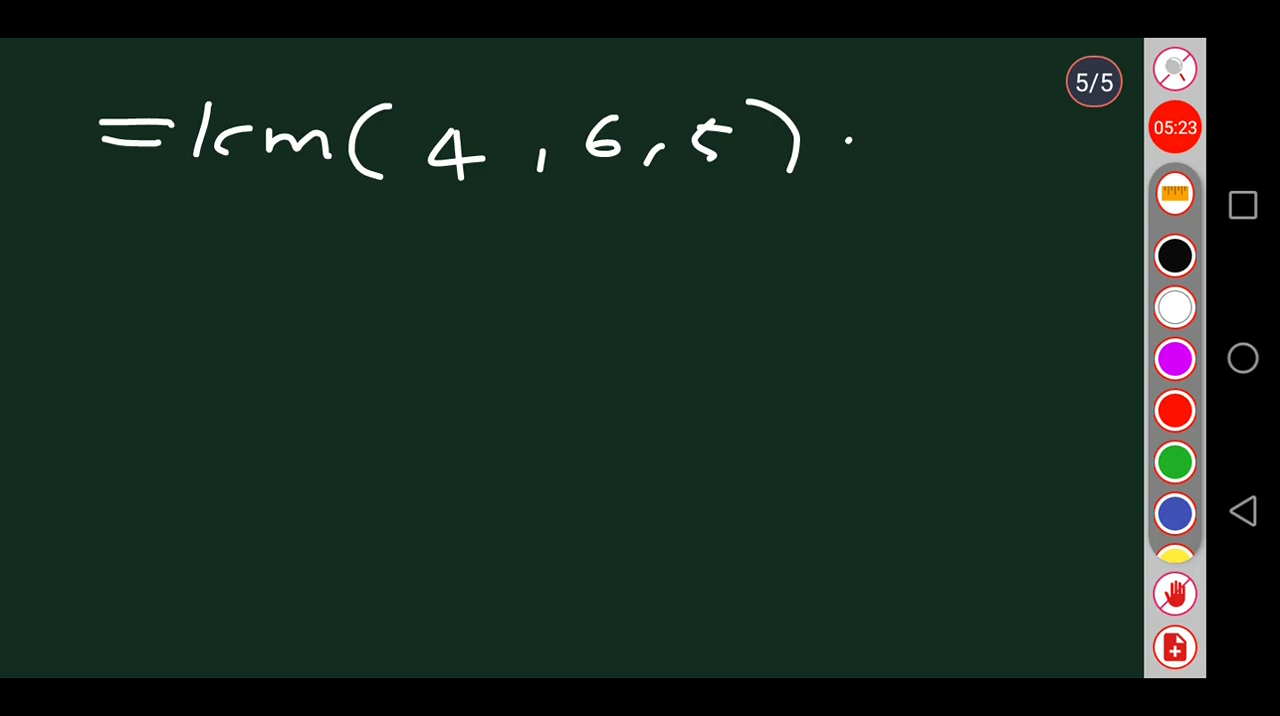 =lcm( 4 , 6, 5) .
5/5
05:23